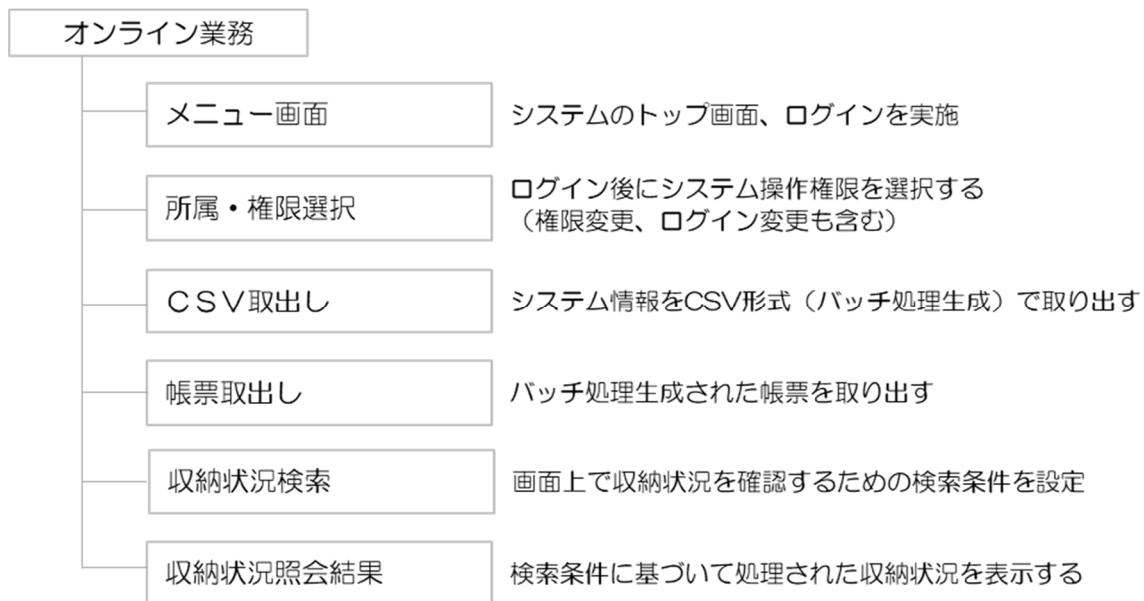 オンライン業務
メニュー画面
システムのトップ画面、ログインを実施
所属・権限選択
ログイン後にシステム操作権限を選択する
（権限変更、ログイン変更も含む）
ＣＳＶ取出し
システム情報をCSV形式（バッチ処理生成）で取り出す
帳票取出し
バッチ処理生成された帳票を取り出す
収納状況検索
画面上で収納状況を確認するための検索条件を設定
収納状況照会結果
検索条件に基づいて処理された収納状況を表示する